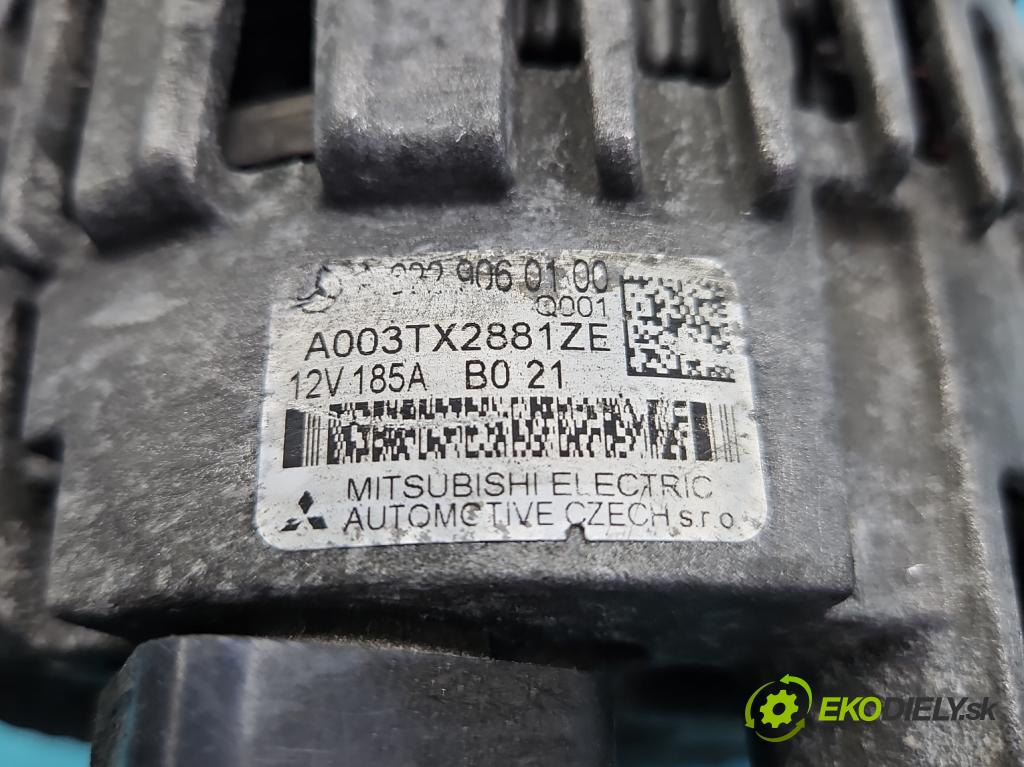 906 01 00
Q001
A003TX2881ZE
12V 185A B0 21
MITSUBISHI ELECTRIC
AUTOMOTIVE CZECH s.r.o.
EKODIELY.sk